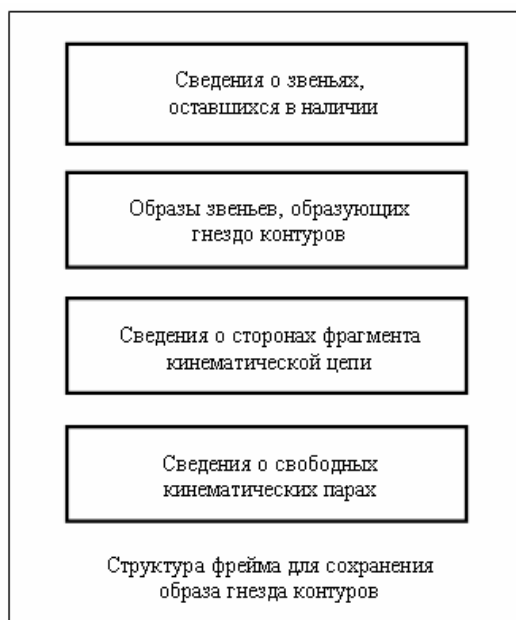 Сведения о звеньях,
оставшихся в наличии
Образы звеньев, образующих
гнездо контуров
Сведения о сторонах фрагмента
кинематической цепи
Сведения о свободных
кинематических парах
Структура фрейма для сохранения
образа гнезда контуров